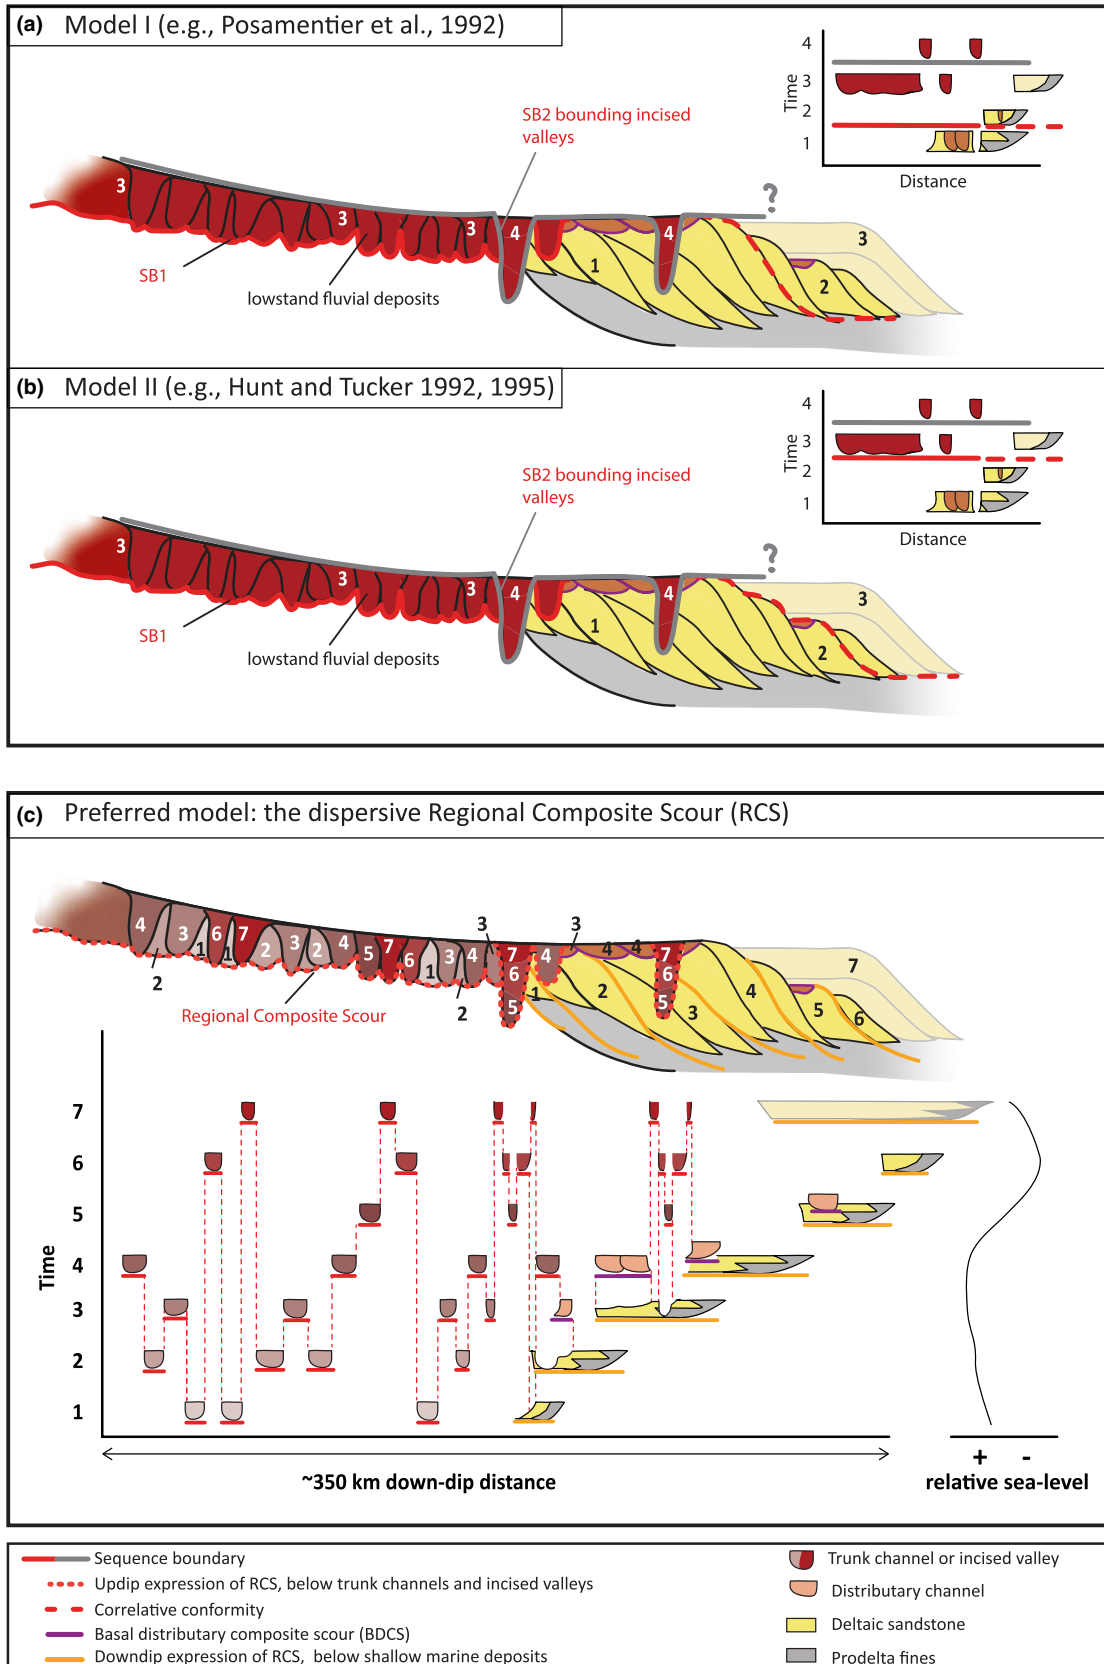 (a) Model I (e.g., Posamentier et al., 1992)
4
3
2
1
Time
Distance
SB2 bounding incised
valleys
?
3
3
3
4
4
1
2
3
SB1
lowstand fluvial deposits
(b) Model II (e.g., Hunt and Tucker 1992, 1995)
4
3
2
1
Time
Distance
SB2 bounding incised
valleys
?
3
3
3
4
4
1
2
3
SB1
lowstand fluvial deposits
(c) Preferred model: the dispersive Regional Composite Scour (RCS)
3 3
4 3 1 6 1 7 2 3 2 4 5 7 6 1 3 4 7 4 4 4 7
6 6
5 5
1 2 3 4 5 6 7
2 2
Regional Composite Scour
7
6
5
4
3
2
1
Time
~350 km down-dip distance
+ -
relative sea-level
Sequence boundary
Updip expression of RCS, below trunk channels and incised valleys
Correlative conformity
Basal distributary composite scour (BDCS)
Downdip expression of RCS, below shallow marine deposits
Trunk channel or incised valley
Distributary channel
Deltaic sandstone
Prodelta fines